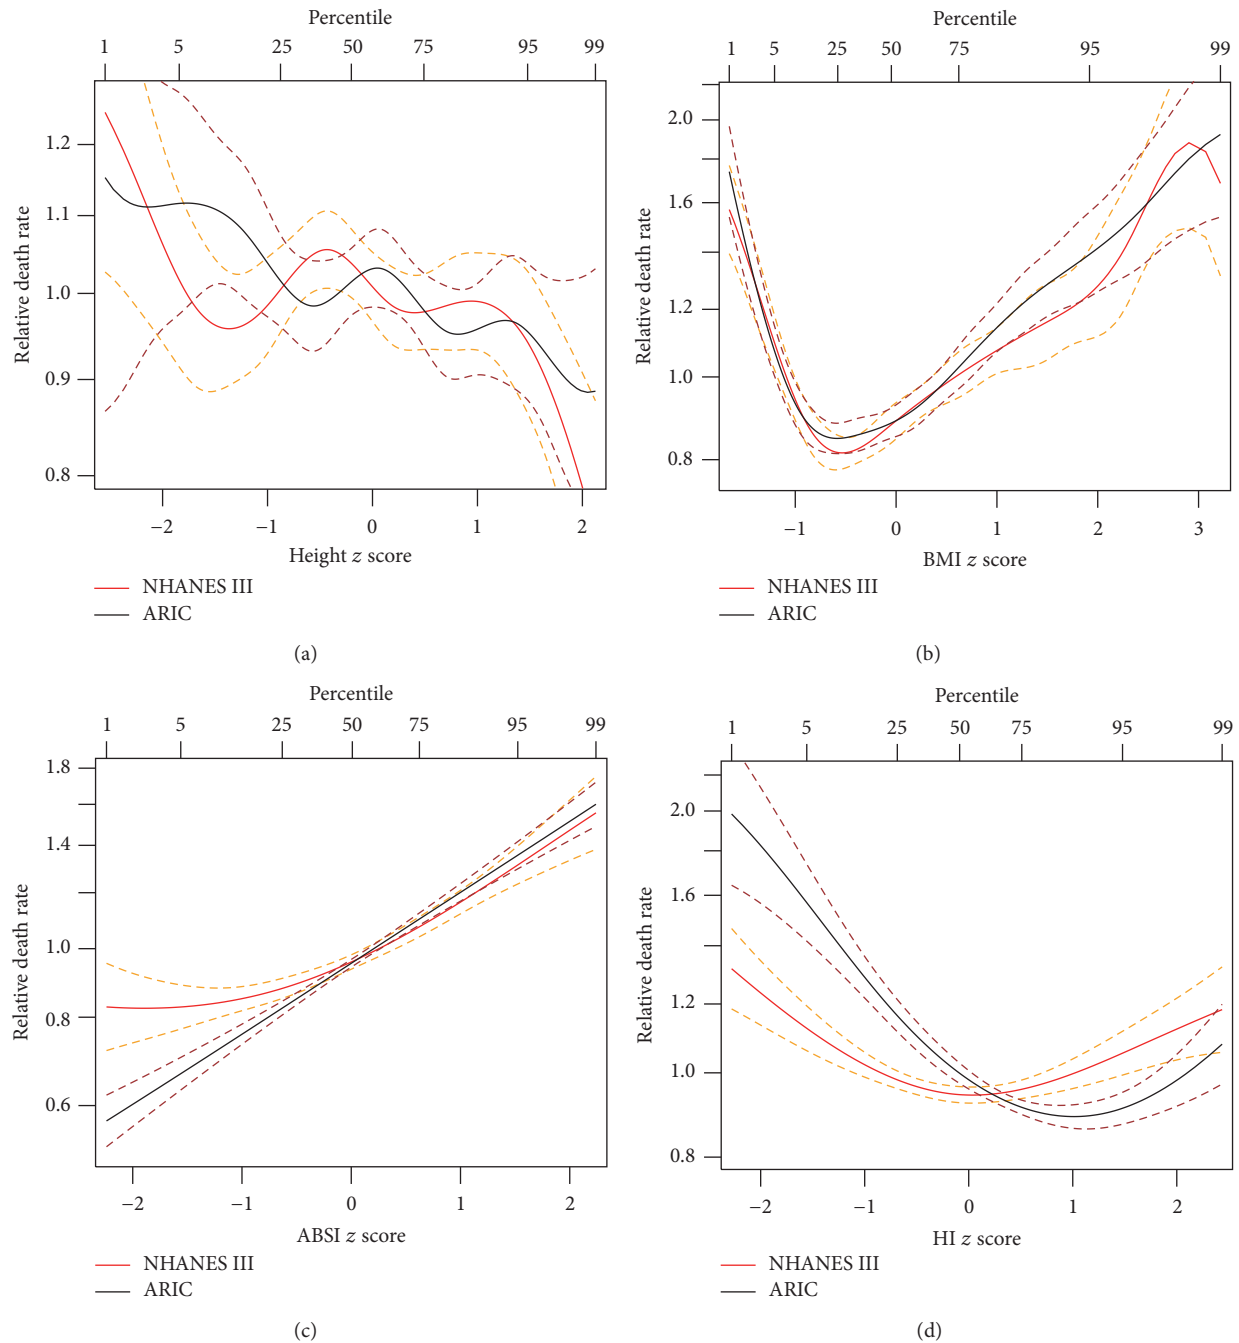 Percentile
1 5 25 50 75 95 99
1.2
1.1
1.0
0.9
0.8
Relative death rate
−2 −1 0 1 2
Height z score
NHANES III
ARIC
(a)
Percentile
1 5 25 50 75 95 99
2.0
1.6
1.2
1.0
0.8
Relative death rate
−1 0 1 2 3
BMI z score
NHANES III
ARIC
(b)
Percentile
1 5 25 50 75 95 99
1.8
1.4
1.0
0.8
0.6
Relative death rate
−2 −1 0 1 2
ABSI z score
NHANES III
ARIC
(c)
Percentile
1 5 25 50 75 95 99
2.0
1.6
1.2
1.0
0.8
Relative death rate
−2 −1 0 1 2
HI z score
NHANES III
ARIC
(d)